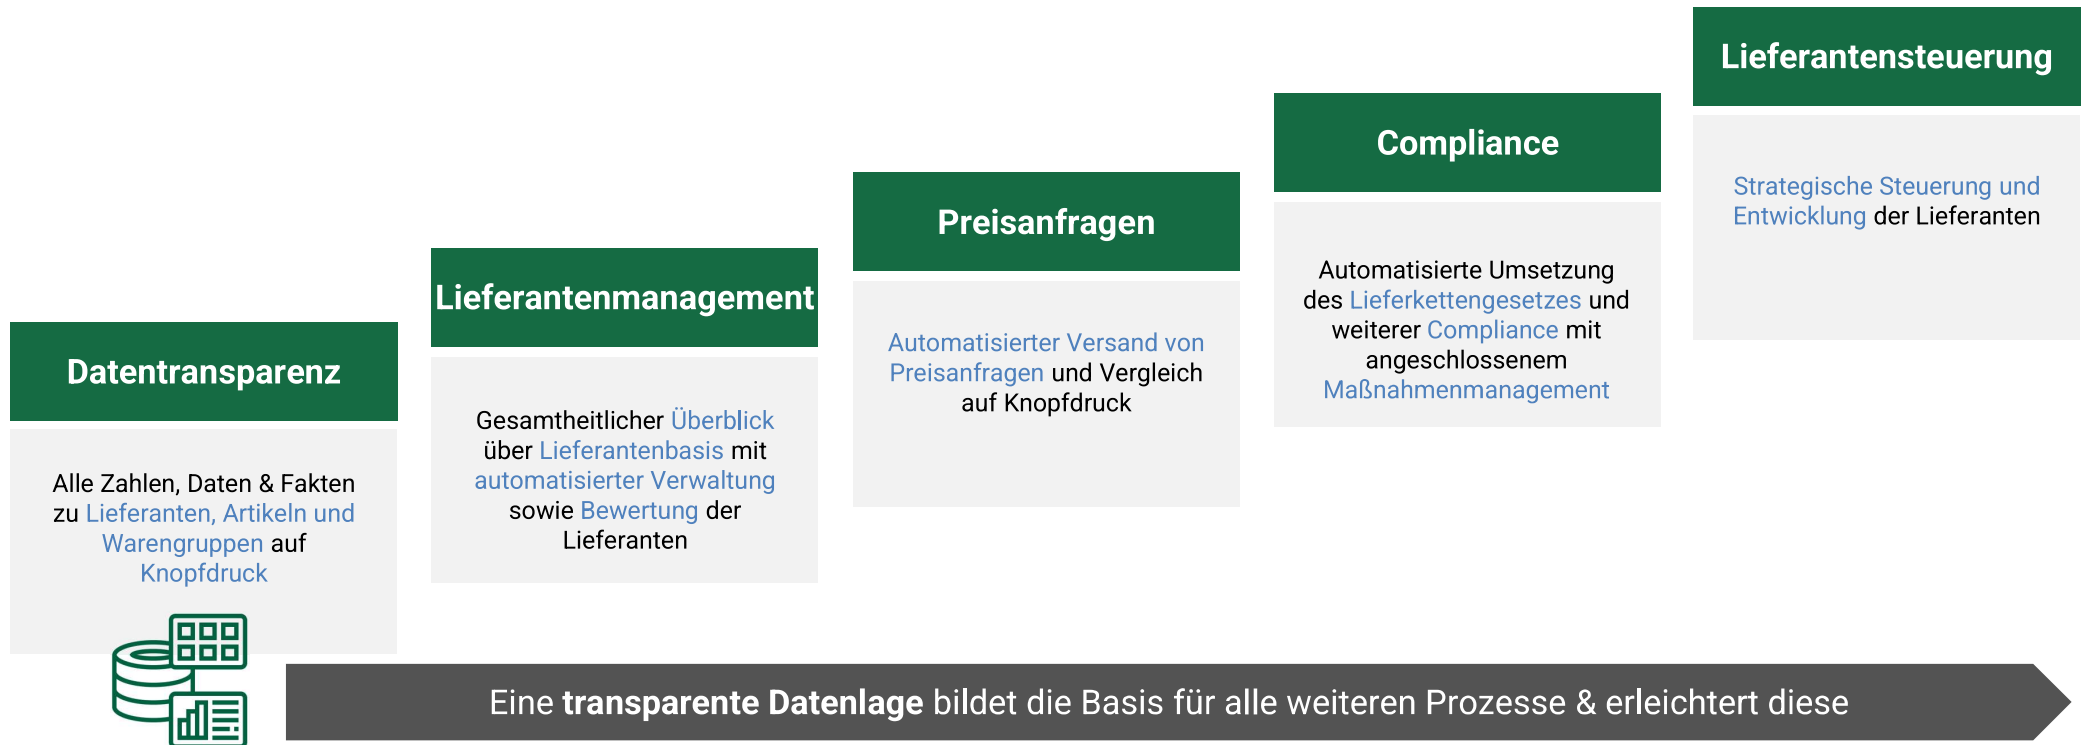 Datentransparenz
Alle Zahlen, Daten & Fakten
zu Lieferanten, Artikeln und
Warengruppen auf
Knopfdruck
Lieferantenmanagement
Gesamtheitlicher Überblick
über Lieferantenbasis mit
automatisierter Verwaltung
sowie Bewertung der
Lieferanten
Preisanfragen
Automatisierter Versand von
Preisanfragen und Vergleich
auf Knopfdruck
Compliance
Automatisierte Umsetzung
des Lieferkettengesetzes und
weiterer Compliance mit
angeschlossenem
Maßnahmenmanagement
Lieferantensteuerung
Strategische Steuerung und
Entwicklung der Lieferanten
Eine transparente Datenlage bildet die Basis für alle weiteren Prozesse & erleichtert diese